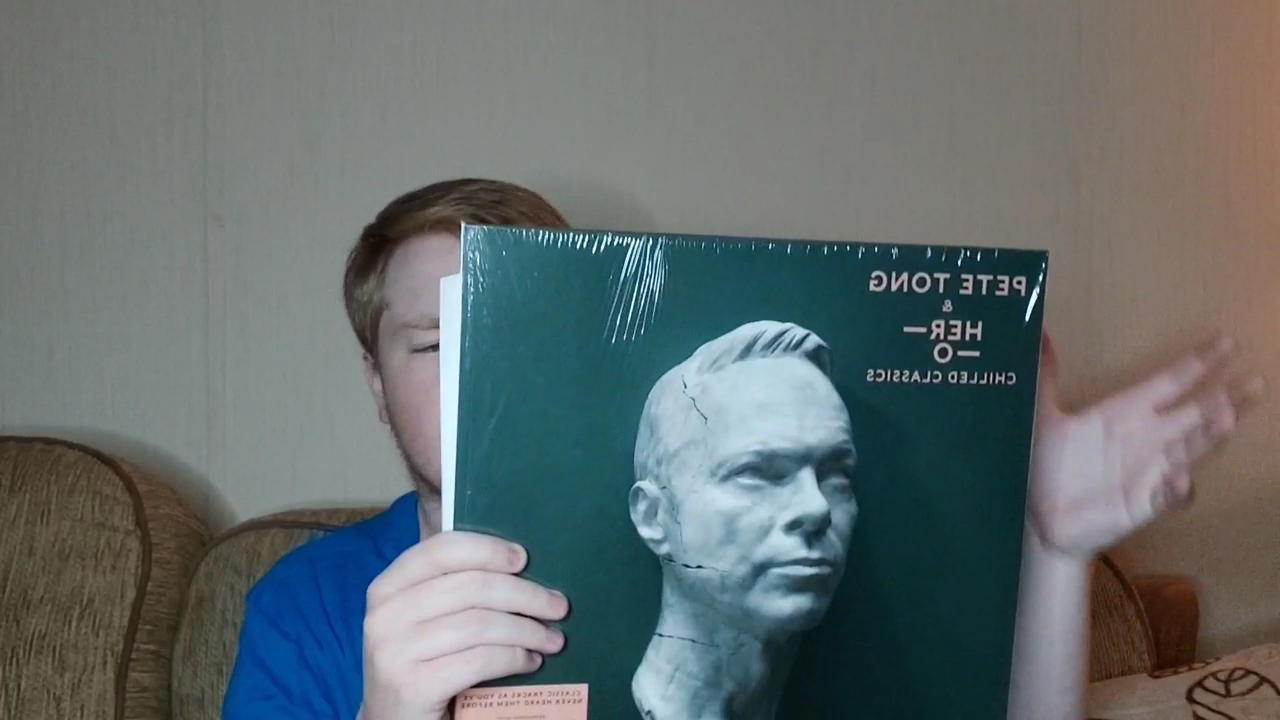 PETE TONG
&
HER—
—O
CHILLED CLASSICS
CLASSIC TRACKS AS YOU'VE
NEVER HEARD THEM BEFORE